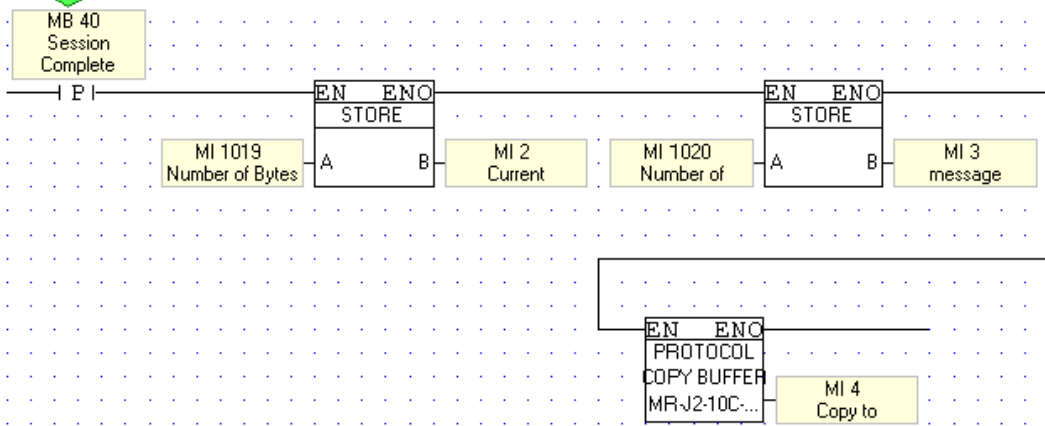 MB 40
Session
Complete
P
EN ENO
STORE
MI 1019
Number of Bytes
A B
MI 2
Current
EN ENO
STORE
MI 1020
Number of
A B
MI 3
message
EN ENO
PROTOCOL
COPY BUFFER
MR-J2-10C-...
MI 4
Copy to